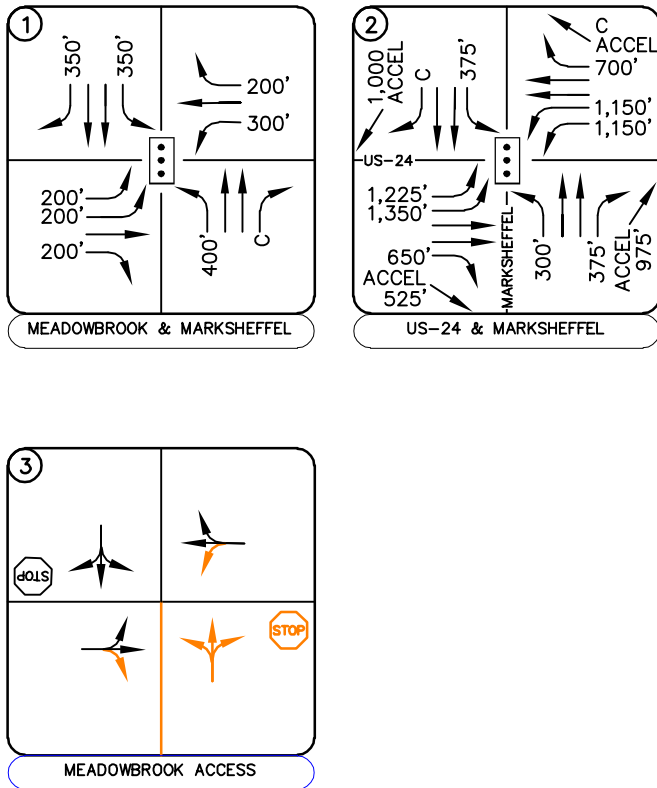 1
350'
350'
200'
300'
200'
200'
200'
400'
C
MEADOWBROOK & MARKSHEFFEL
2
1,000
ACCEL
C
375'
C
ACCEL
700'
1,150'
1,150'
US-24
1,225'
1,350'
650'
ACCEL
525'
MARKSHEFFEL
300'
375'
ACCEL
975'
US-24 & MARKSHEFFEL
3
STOP
STOP
MEADOWBROOK ACCESS